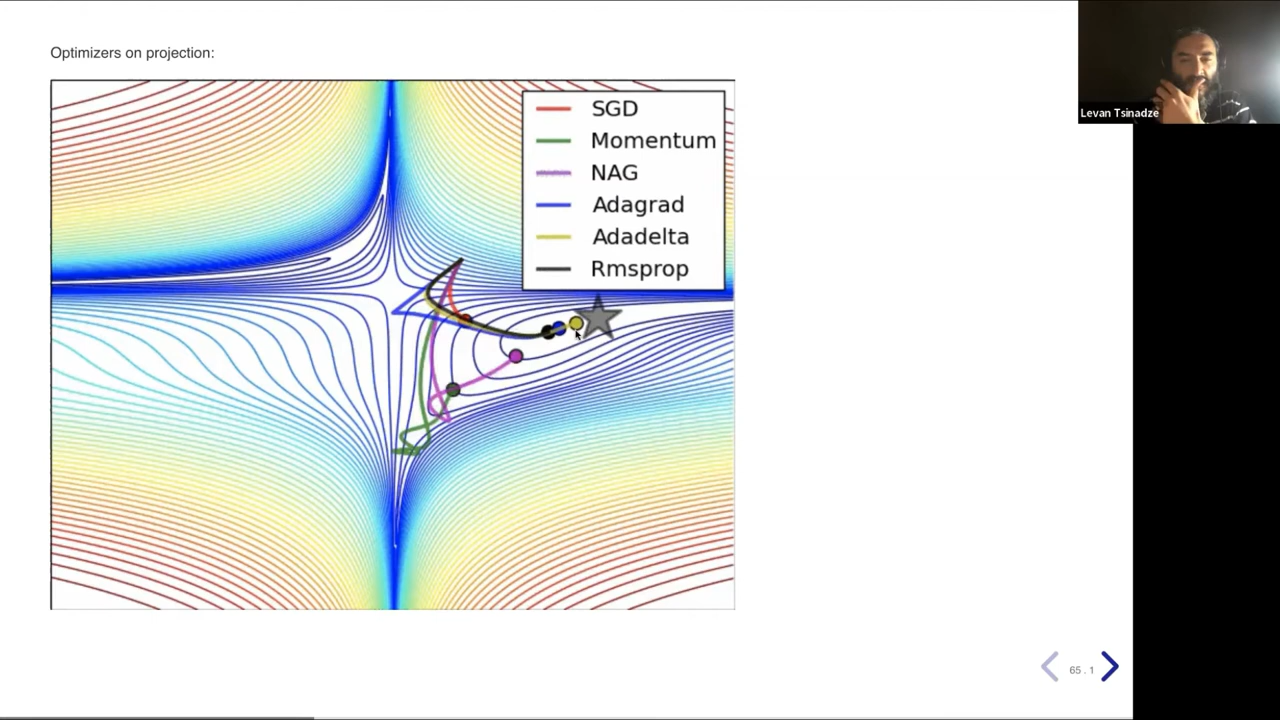 Optimizers on projection:
SGD
Momentum
NAG
Adagrad
Adadelta
Rmsprop
Levan Tsinadze
65 . 1